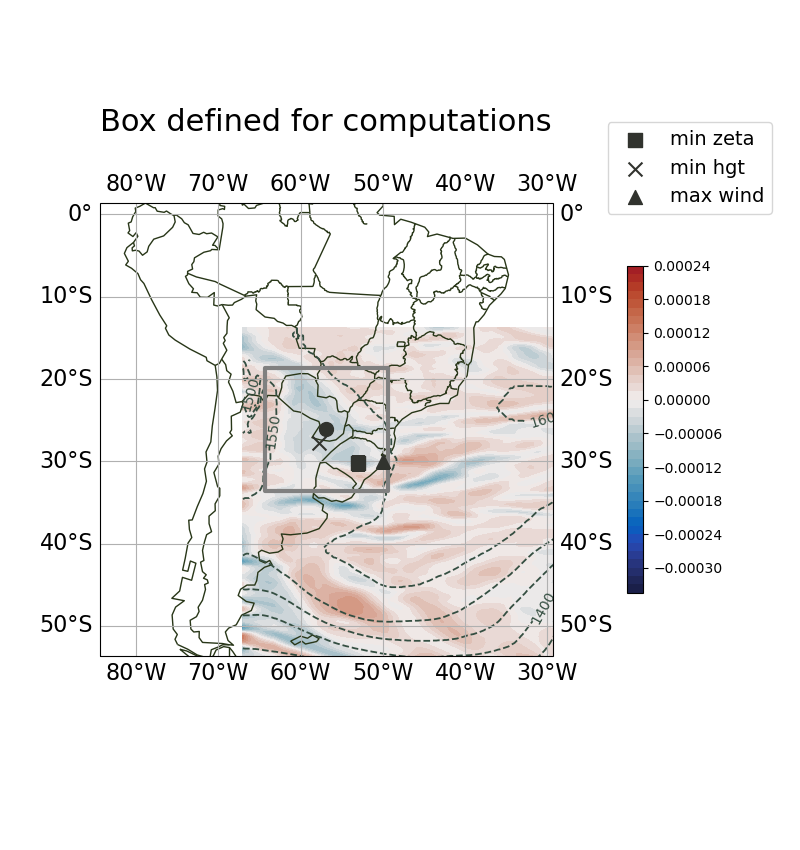 Box defined for computations
min zeta
min hgt
max wind
80°W 70°W 60°W 50°W 40°W 30°W
0° 0°
10°S 10°S
20°S 20°S
30°S 30°S
40°S 40°S
50°S 50°S
80°W 70°W 60°W 50°W 40°W 30°W
1500
1550
160
1400
0.00024
0.00018
0.00012
0.00006
0.00000
−0.00006
−0.00012
−0.00018
−0.00024
−0.00030